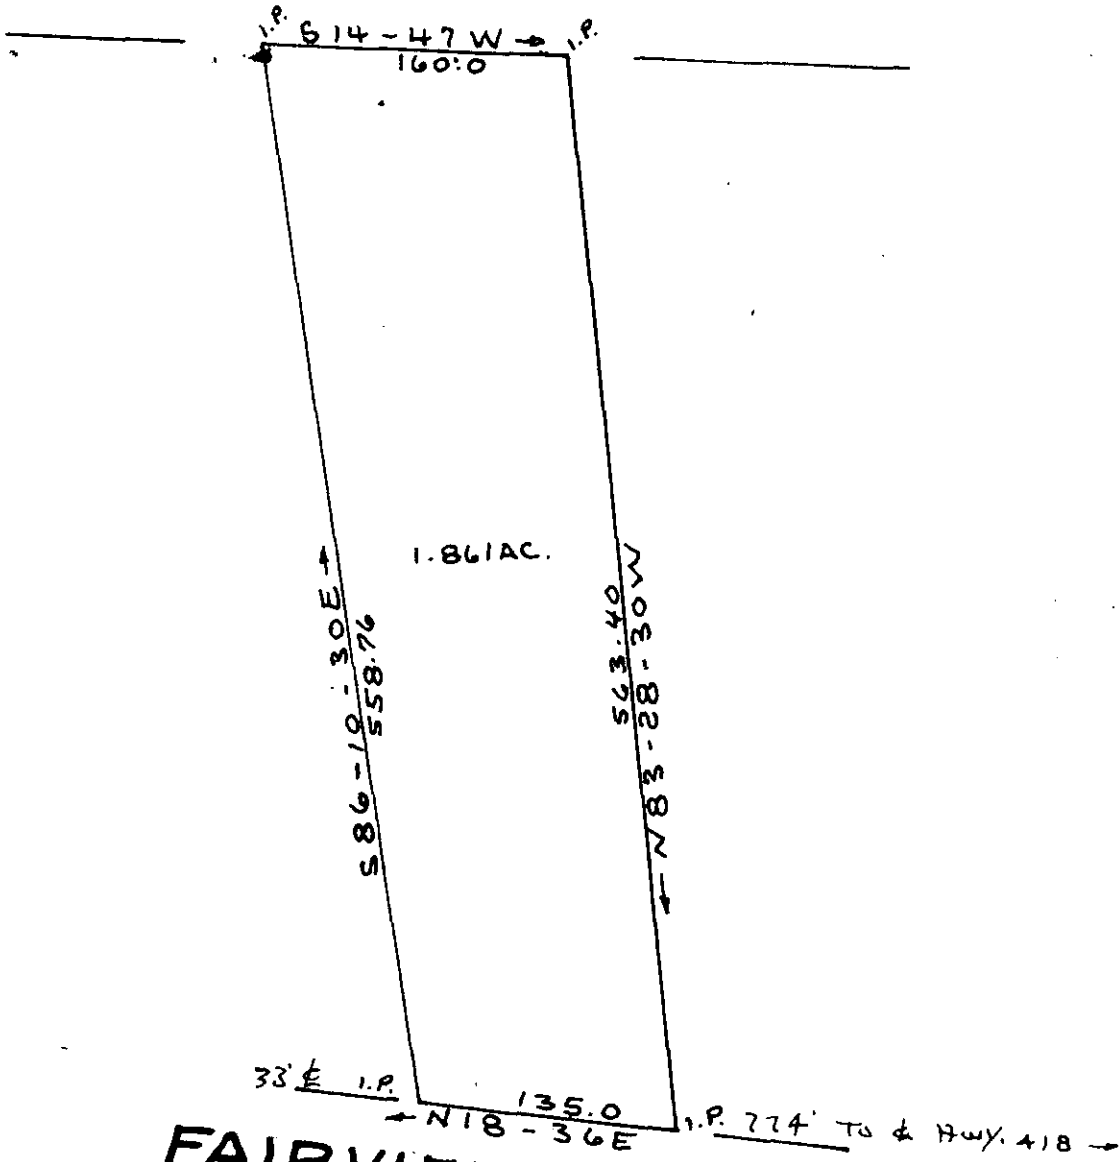 I.P. S 14-47 W → I.P.
160.0
1.861 AC.
S 86-10-30 E →
558.76
563.40
← N 83-28-30 W
33' ℄ I.P. 135.0 I.P. 774' To ℄ Hwy. 418 →
← N 18-36 E